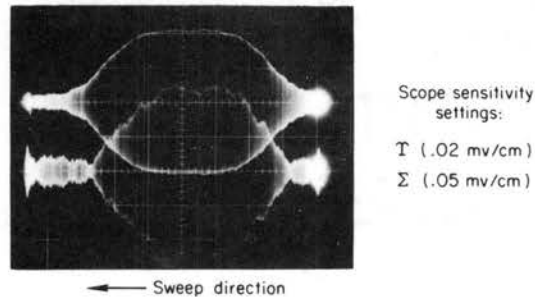 Scope sensitivity
settings:
ϒ (.02 mv/cm)
Σ (.05 mv/cm)
← Sweep direction